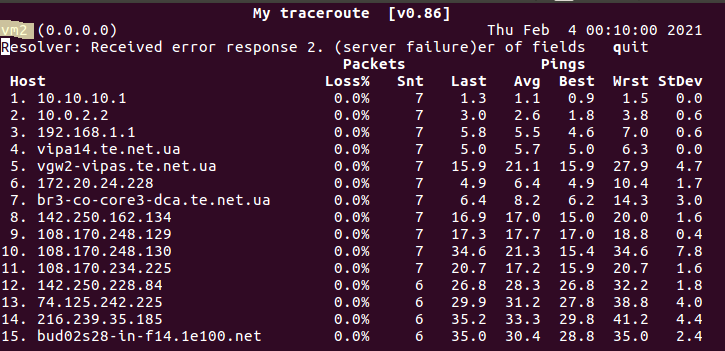 My traceroute [v0.86]
vm2 (0.0.0.0) Thu Feb 4 00:10:00 2021
Resolver: Received error response 2. (server failure)er of fields quit
Packets Pings
Host Loss% Snt Last Avg Best Wrst StDev
1. 10.10.10.1 0.0% 7 1.3 1.1 0.9 1.5 0.0
2. 10.0.2.2 0.0% 7 3.0 2.6 1.8 3.8 0.6
3. 192.168.1.1 0.0% 7 5.8 5.5 4.6 7.0 0.6
4. vipa14.te.net.ua 0.0% 7 5.0 5.7 5.0 6.3 0.0
5. vgw2-vipas.te.net.ua 0.0% 7 15.9 21.1 15.9 27.9 4.7
6. 172.20.24.228 0.0% 7 4.9 6.4 4.9 10.4 1.7
7. br3-co-core3-dca.te.net.ua 0.0% 7 6.4 8.2 6.2 14.3 3.0
8. 142.250.162.134 0.0% 7 16.9 17.0 15.0 20.0 1.6
9. 108.170.248.129 0.0% 7 17.3 17.7 17.0 18.8 0.4
10. 108.170.248.130 0.0% 7 34.6 21.3 15.4 34.6 7.8
11. 108.170.234.225 0.0% 7 20.7 17.2 15.9 20.7 1.6
12. 142.250.228.84 0.0% 6 26.8 28.3 26.8 32.2 1.8
13. 74.125.242.225 0.0% 6 29.9 31.2 27.8 38.8 4.0
14. 216.239.35.185 0.0% 6 35.2 33.3 29.8 41.2 4.4
15. bud02s28-in-f14.1e100.net 0.0% 6 35.0 30.4 28.8 35.0 2.4